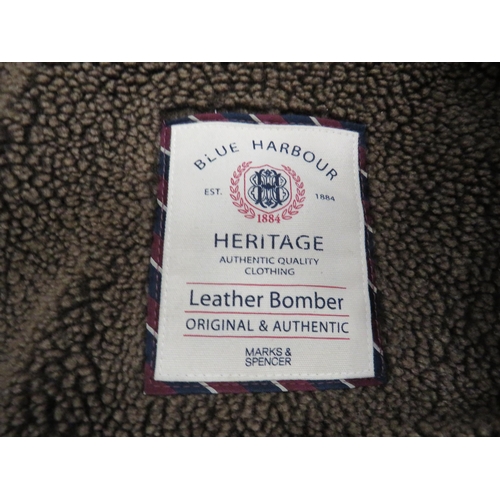 BLUE HARBOUR
EST. 1884
1884
HERITAGE
AUTHENTIC QUALITY
CLOTHING
Leather Bomber
ORIGINAL & AUTHENTIC
MARKS &
SPENCER